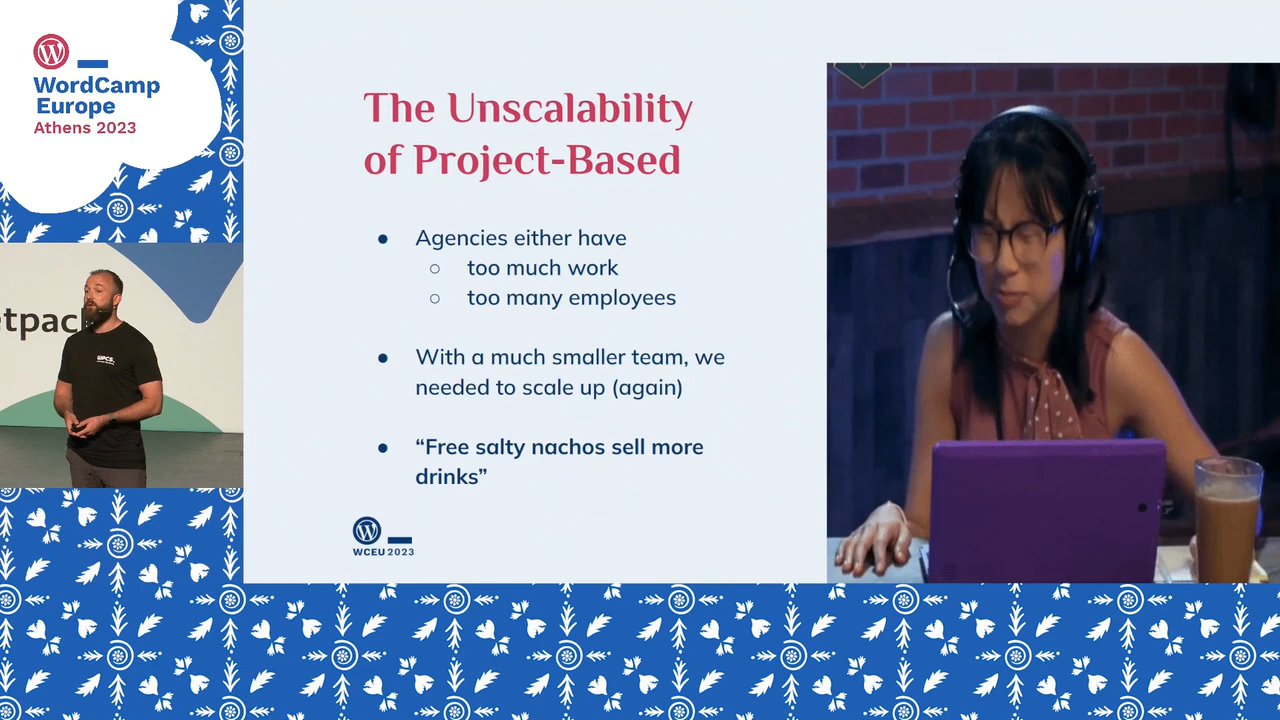 WordCamp
Europe
Athens 2023
The Unscalability
of Project-Based
● Agencies either have
○ too much work
○ too many employees
● With a much smaller team, we
needed to scale up (again)
● “Free salty nachos sell more
drinks”
WCEU 2023
etpack